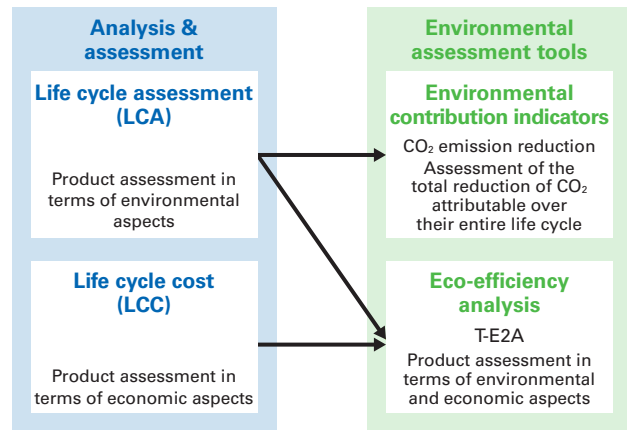 Analysis &
assessment
Life cycle assessment
(LCA)
Product assessment in
terms of environmental
aspects
Life cycle cost
(LCC)
Product assessment in
terms of economic aspects
Environmental
assessment tools
Environmental
contribution indicators
CO₂ emission reduction
Assessment of the
total reduction of CO₂
attributable over
their entire life cycle
Eco-efficiency
analysis
T-E2A
Product assessment in
terms of environmental
and economic aspects